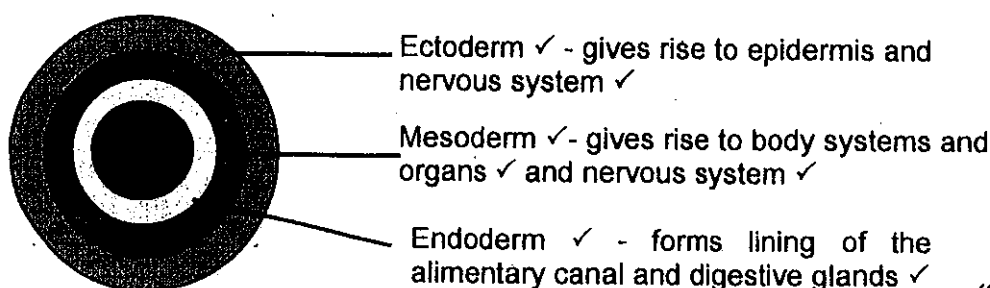 Ectoderm ✓ - gives rise to epidermis and
nervous system ✓
Mesoderm ✓ - gives rise to body systems and
organs ✓ and nervous system ✓
Endoderm ✓ - forms lining of the
alimentary canal and digestive glands ✓